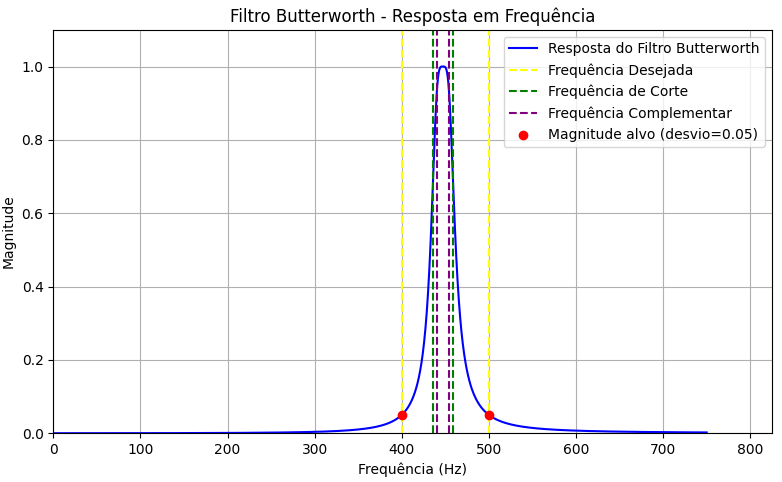 Filtro Butterworth - Resposta em Frequência
Resposta do Filtro Butterworth
Frequência Desejada
Frequência de Corte
Frequência Complementar
Magnitude alvo (desvio=0.05)
Magnitude
1.0
0.8
0.6
0.4
0.2
0.0
0 100 200 300 400 500 600 700 800
Frequência (Hz)